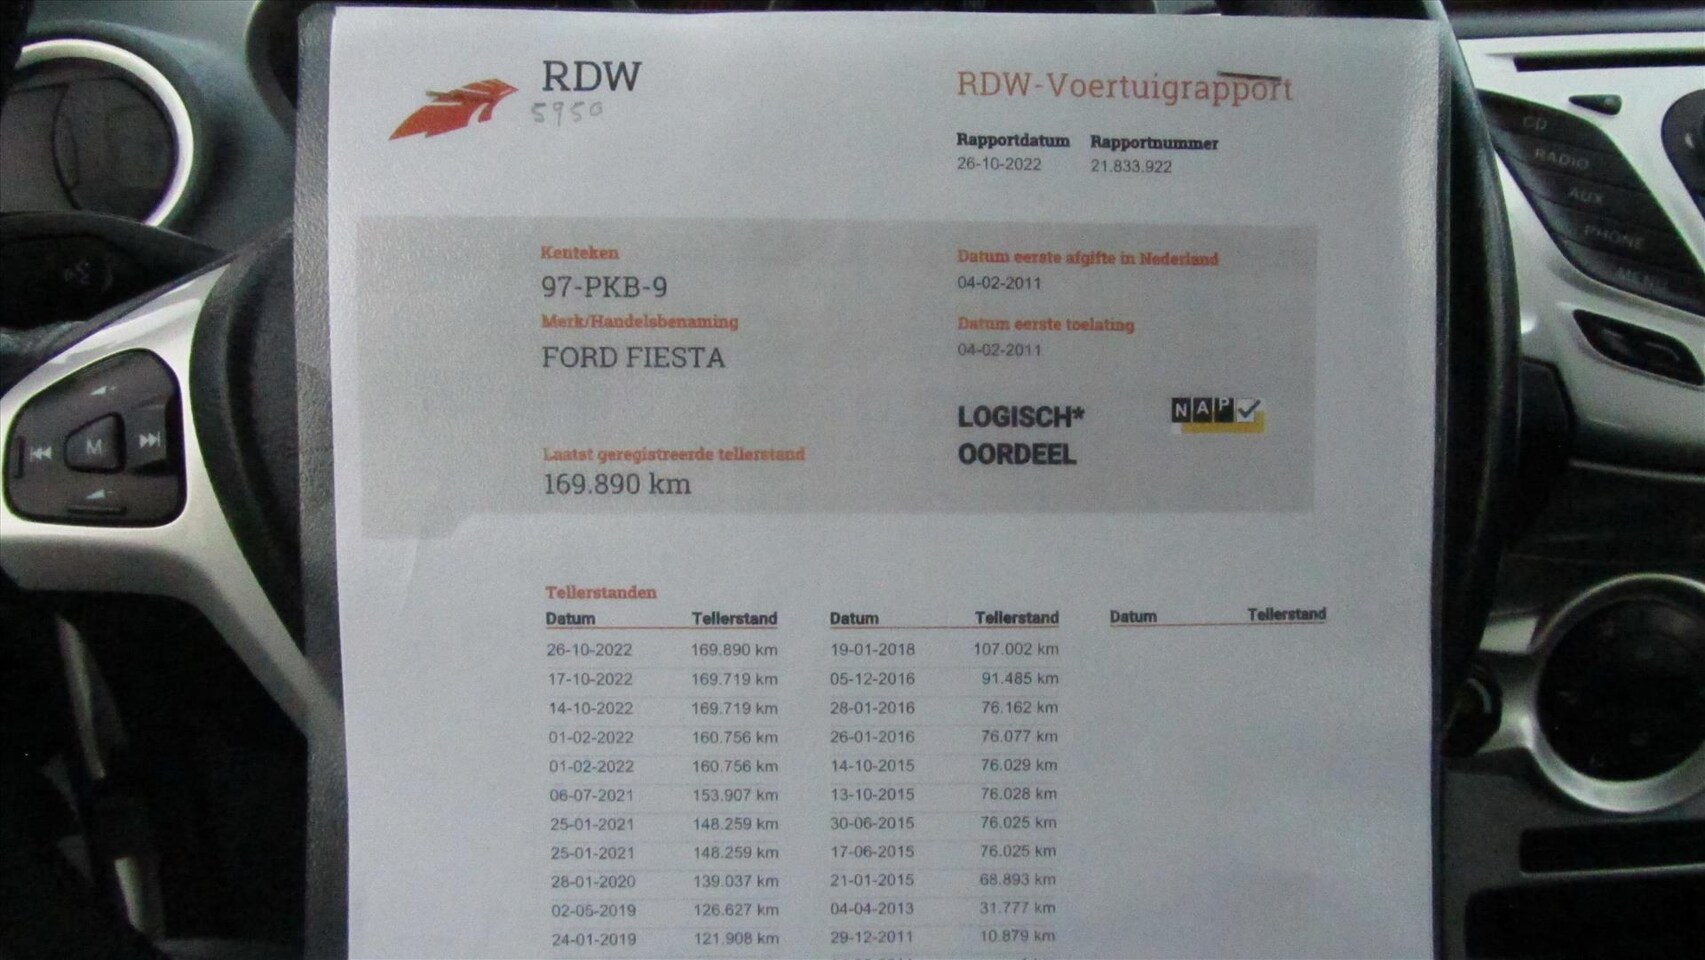 RDW
5950
RDW-Voertuigrapport
Rapportdatum Rapportnummer
26-10-2022 21.833.922
Kenteken
97-PKB-9
Merk/Handelsbenaming
FORD FIESTA
Laatst geregistreerde tellerstand
169.890 km
Datum eerste afgifte in Nederland
04-02-2011
Datum eerste toelating
04-02-2011
LOGISCH*
OORDEEL
NAP
Tellerstanden
Datum Tellerstand Datum Tellerstand Datum Tellerstand
26-10-2022 169.890 km 19-01-2018 107.002 km
17-10-2022 169.719 km 05-12-2016 91.485 km
14-10-2022 169.719 km 28-01-2016 76.162 km
01-02-2022 160.756 km 26-01-2016 76.077 km
01-02-2022 160.756 km 14-10-2015 76.029 km
06-07-2021 153.907 km 13-10-2015 76.028 km
25-01-2021 148.259 km 30-06-2015 76.025 km
25-01-2021 148.259 km 17-06-2015 76.025 km
28-01-2020 139.037 km 21-01-2015 68.893 km
02-05-2019 126.627 km 04-04-2013 31.777 km
24-01-2019 121.908 km 29-12-2011 10.879 km
M
CD
RADIO
AUX
PHONE
MENU